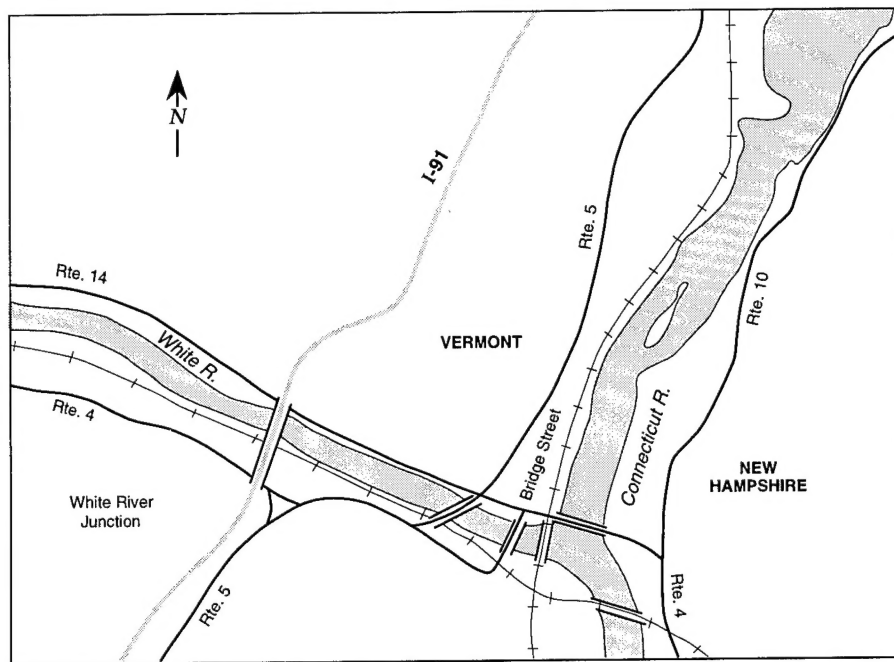 N
I-91
Rte. 5
Rte. 14
White R.
VERMONT
Rte. 10
Rte. 4
Bridge Street
Connecticut R.
NEW
HAMPSHIRE
White River
Junction
Rte. 5
Rte. 4